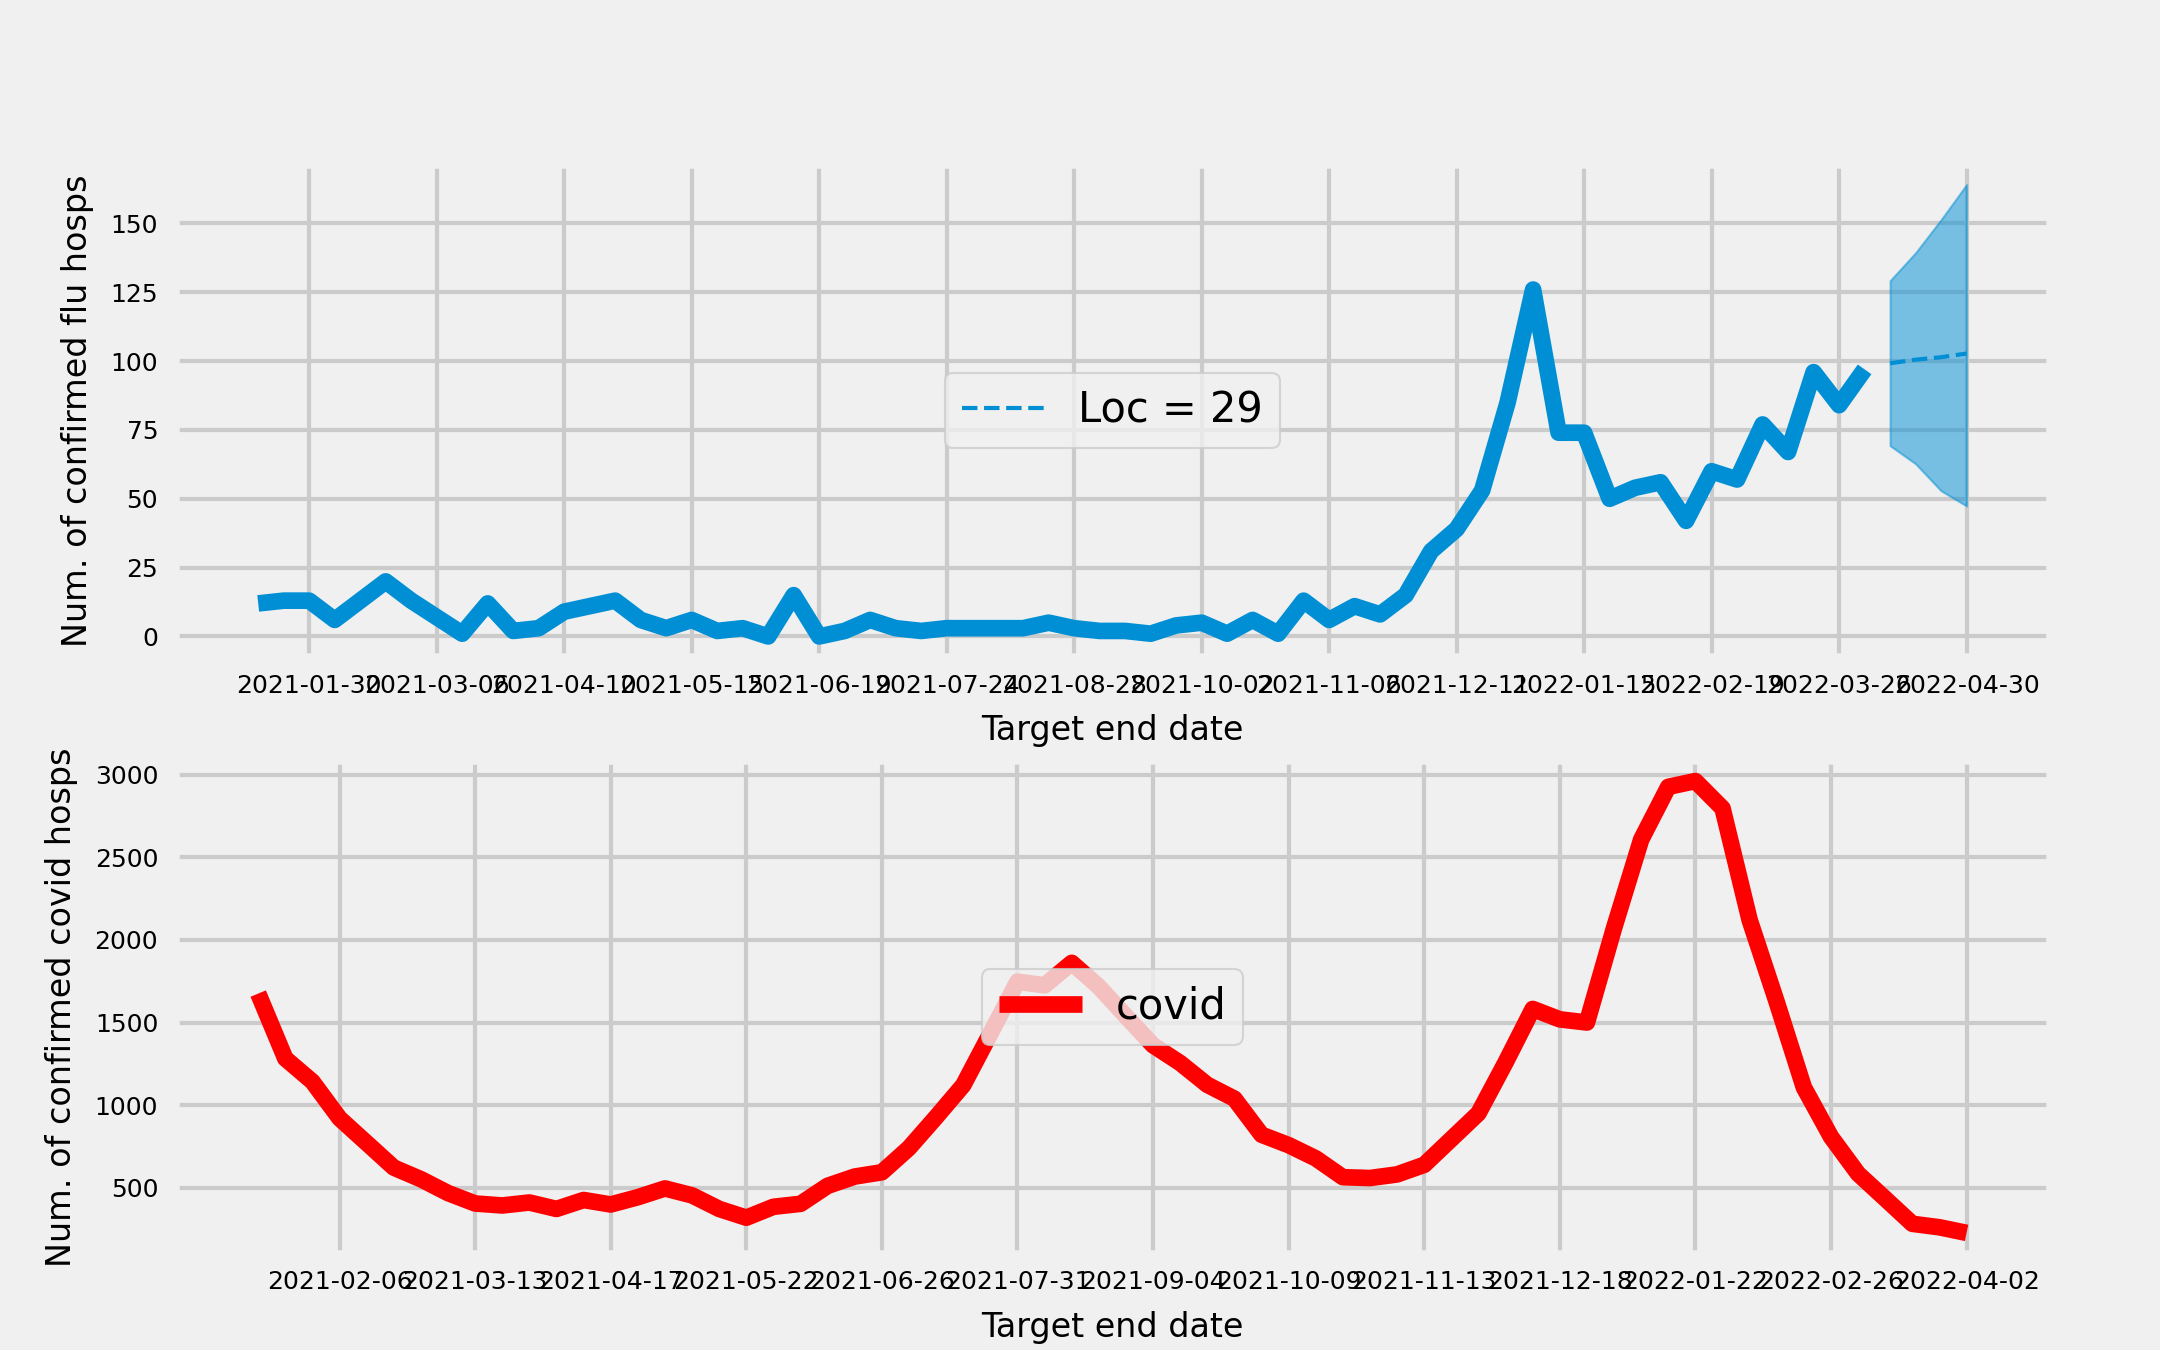 Num. of confirmed flu hosps
150
125
100
75
50
25
0
Loc = 29
2021-01-30 2021-03-06 2021-04-10 2021-05-15 2021-06-19 2021-07-24 2021-08-28 2021-10-02 2021-11-06 2021-12-11 2022-01-15 2022-02-19 2022-03-26 2022-04-30
Target end date
Num. of confirmed covid hosps
3000
2500
2000
1500
1000
500
covid
2021-02-06 2021-03-13 2021-04-17 2021-05-22 2021-06-26 2021-07-31 2021-09-04 2021-10-09 2021-11-13 2021-12-18 2022-01-22 2022-02-26 2022-04-02
Target end date